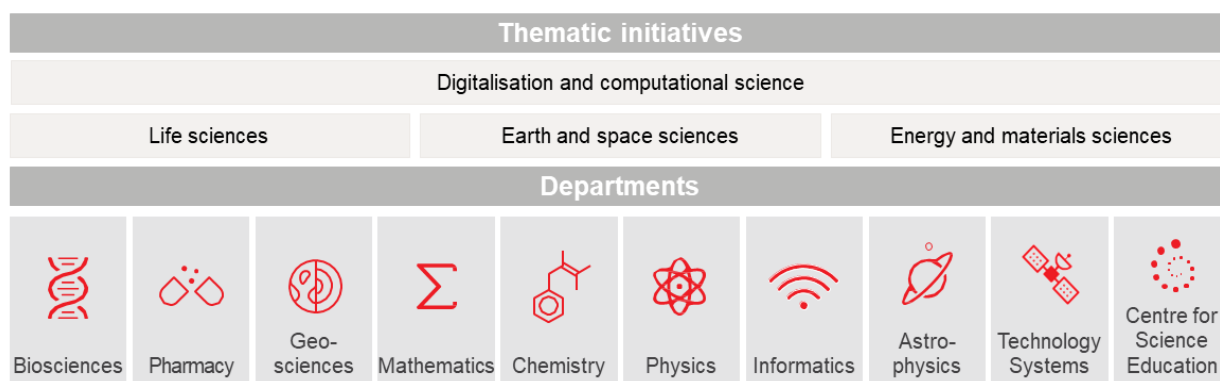 Thematic initiatives
Digitalisation and computational science
Life sciences
Earth and space sciences
Energy and materials sciences
Departments
Biosciences
Pharmacy
Geo-
sciences
Mathematics
Chemistry
Physics
Informatics
Astro-
physics
Technology
Systems
Centre for
Science
Education